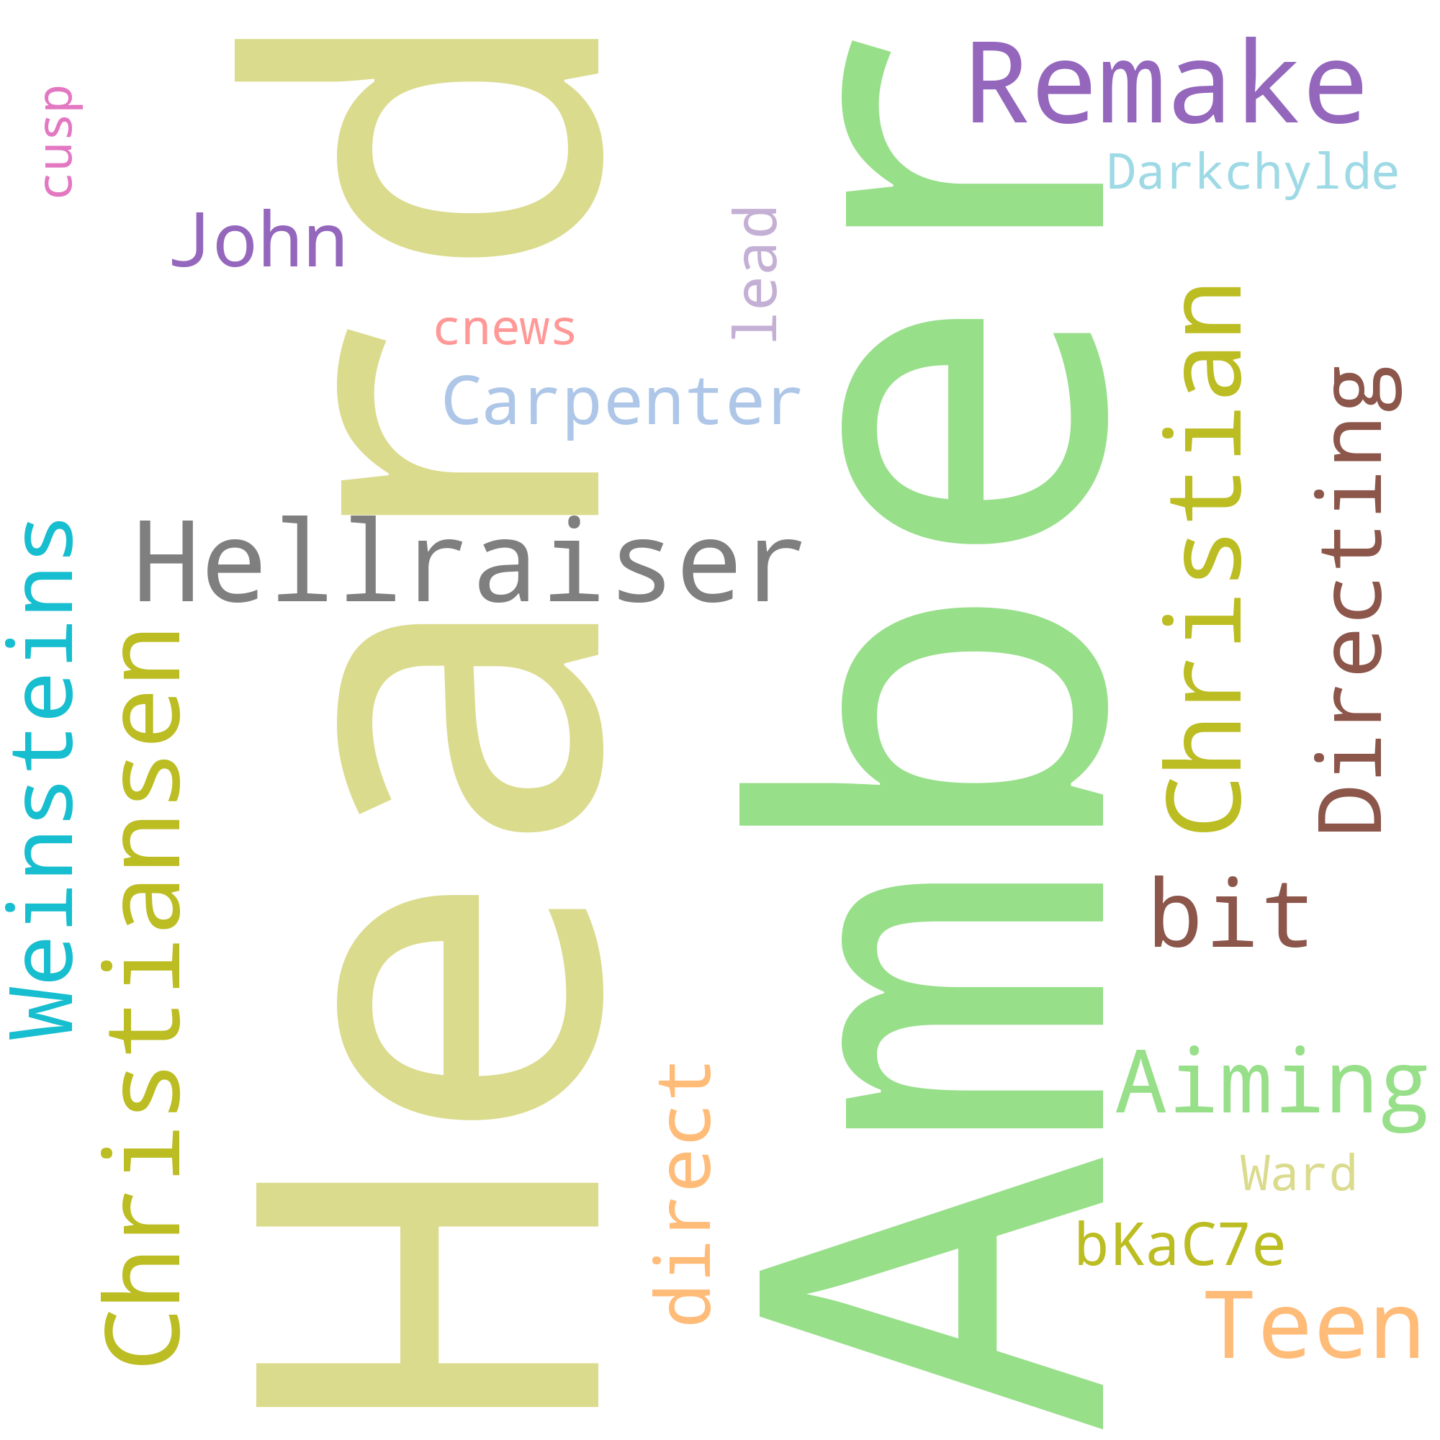 Remake
cusp
Darkchylde
John
lead
cnews
Carpenter
Heard
Amber
Christian
Directing
Hellraiser
Weinsteins
Christiansen
bit
Aiming
direct
Ward
bKaC7e
Teen